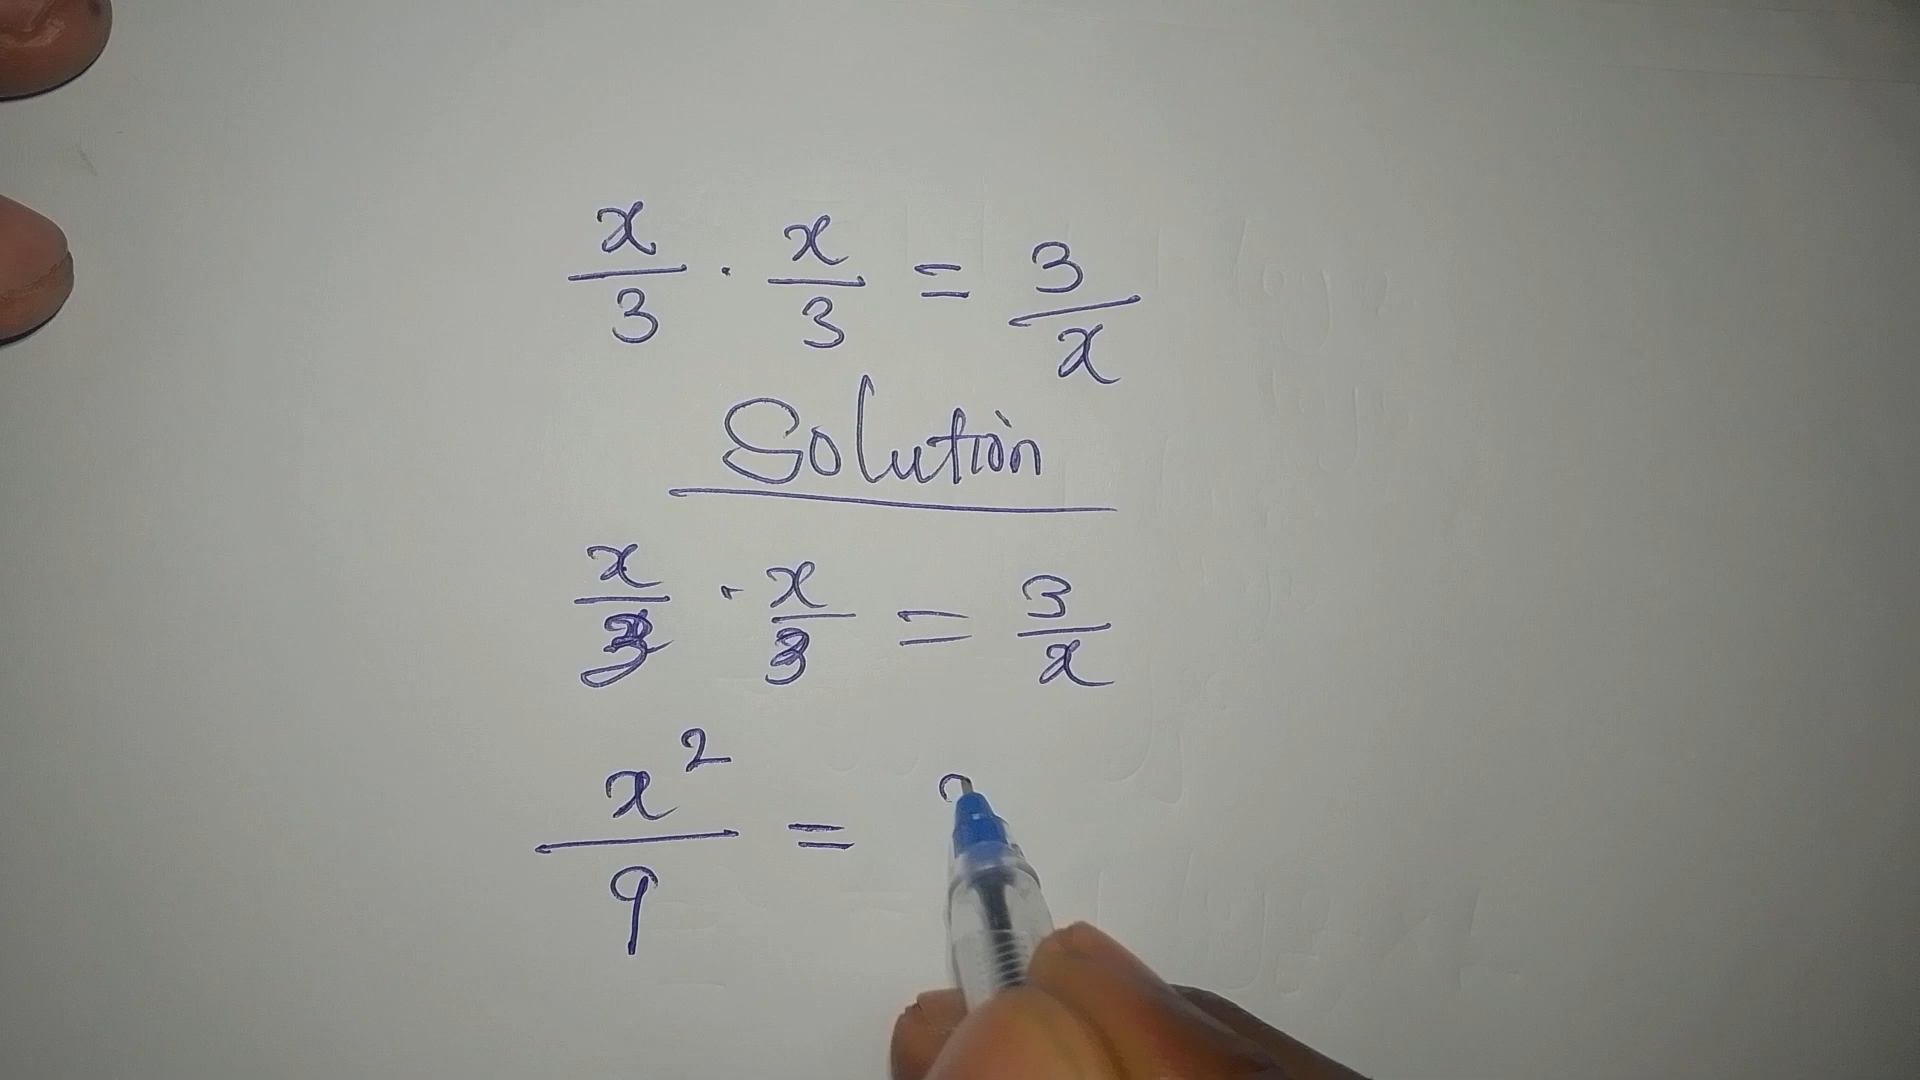 x/3 · x/3 = 3/x
Solution
x/3 · x/3 = 3/x
x²/9 =